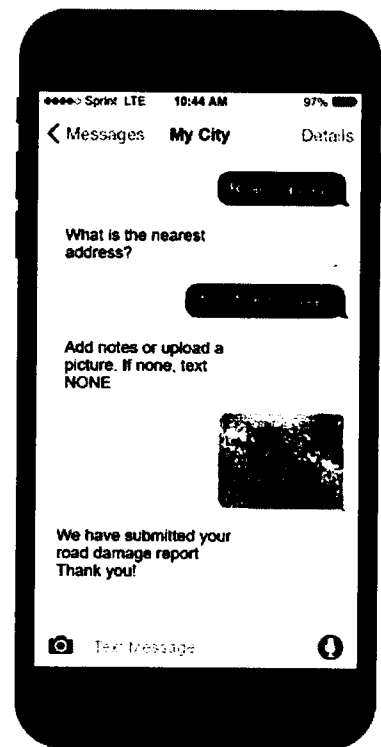 Sprint LTE 10:44 AM 97%
Messages My City Details
What is the nearest
address?
Add notes or upload a
picture. If none, text
NONE
We have submitted your
road damage report
Thank you!
Text Message